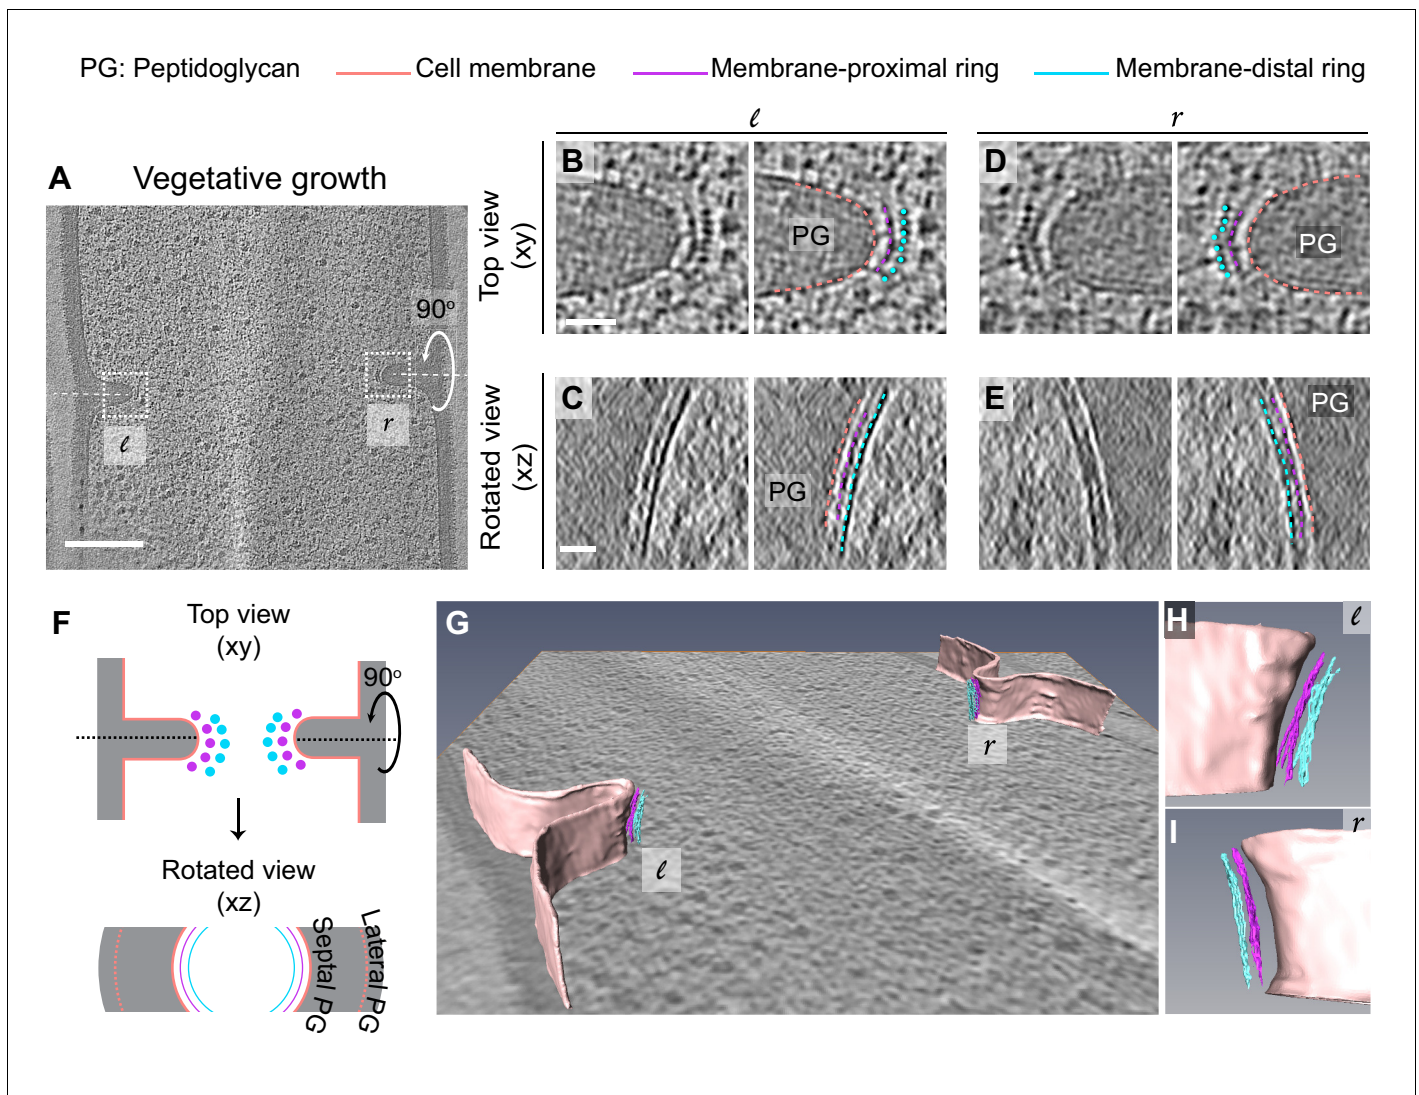 PG: Peptidoglycan
Cell membrane
Membrane-proximal ring
Membrane-distal ring
ℓ
r
A
Vegetative growth
90°
ℓ
r
Top view
(xy)
B
PG
D
PG
Rotated view
(xz)
C
PG
E
PG
F
Top view
(xy)
90°
Rotated view
(xz)
Septal PG
Lateral PG
G
r
ℓ
H
ℓ
I
r